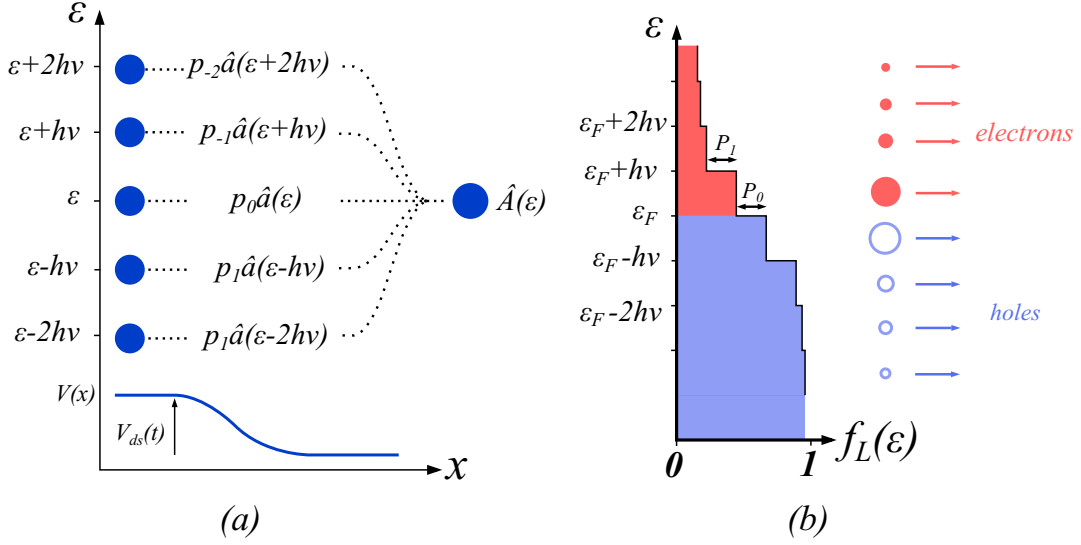 ε
ε+2hν
p₋₂â(ε+2hν)
ε+hν
p₋₁â(ε+hν)
ε
p₀â(ε)
Â(ε)
ε-hν
p₁â(ε-hν)
ε-2hν
p₁â(ε-2hν)
V(x)
V_ds(t)
x
(a)
ε
ε_F+2hν
ε_F+hν
P₁
ε_F
P₀
ε_F-hν
ε_F-2hν
electrons
holes
0
1
f_L(ε)
(b)